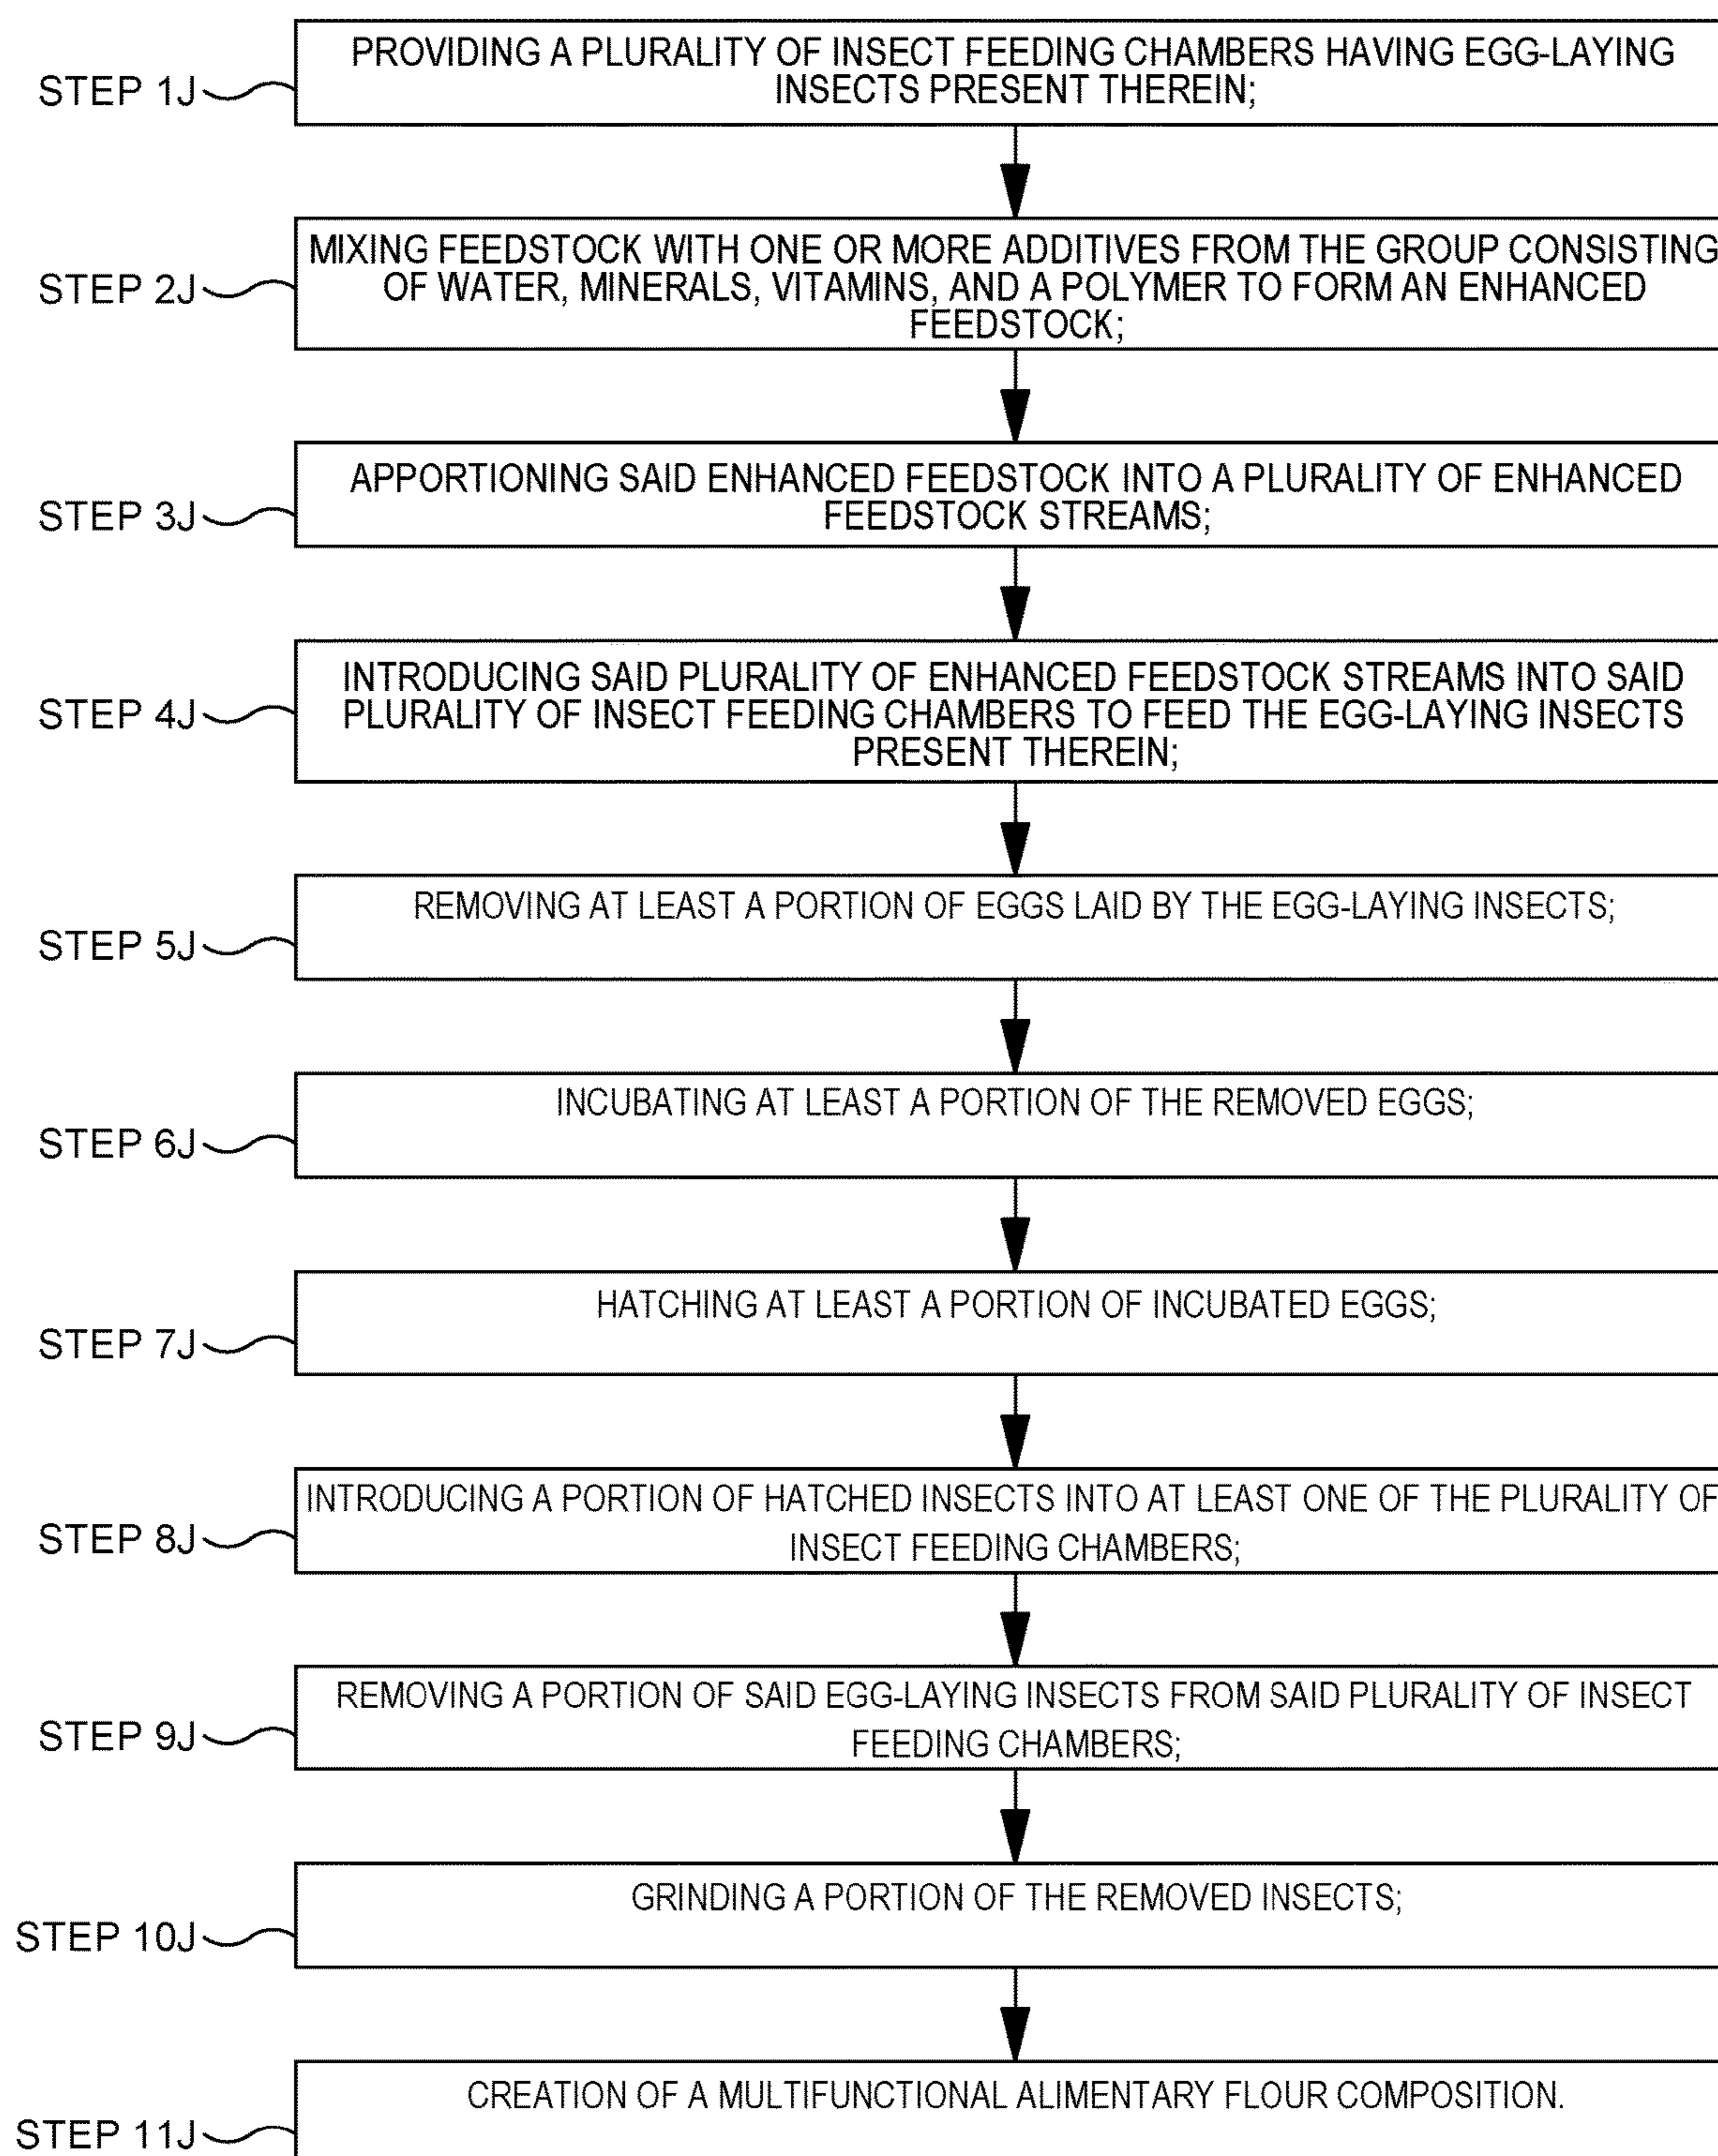 STEP 1J
PROVIDING A PLURALITY OF INSECT FEEDING CHAMBERS HAVING EGG-LAYING
INSECTS PRESENT THEREIN;
STEP 2J
MIXING FEEDSTOCK WITH ONE OR MORE ADDITIVES FROM THE GROUP CONSISTING
OF WATER, MINERALS, VITAMINS, AND A POLYMER TO FORM AN ENHANCED
FEEDSTOCK;
STEP 3J
APPORTIONING SAID ENHANCED FEEDSTOCK INTO A PLURALITY OF ENHANCED
FEEDSTOCK STREAMS;
STEP 4J
INTRODUCING SAID PLURALITY OF ENHANCED FEEDSTOCK STREAMS INTO SAID
PLURALITY OF INSECT FEEDING CHAMBERS TO FEED THE EGG-LAYING INSECTS
PRESENT THEREIN;
STEP 5J
REMOVING AT LEAST A PORTION OF EGGS LAID BY THE EGG-LAYING INSECTS;
STEP 6J
INCUBATING AT LEAST A PORTION OF THE REMOVED EGGS;
STEP 7J
HATCHING AT LEAST A PORTION OF INCUBATED EGGS;
STEP 8J
INTRODUCING A PORTION OF HATCHED INSECTS INTO AT LEAST ONE OF THE PLURALITY OF
INSECT FEEDING CHAMBERS;
STEP 9J
REMOVING A PORTION OF SAID EGG-LAYING INSECTS FROM SAID PLURALITY OF INSECT
FEEDING CHAMBERS;
STEP 10J
GRINDING A PORTION OF THE REMOVED INSECTS;
STEP 11J
CREATION OF A MULTIFUNCTIONAL ALIMENTARY FLOUR COMPOSITION.